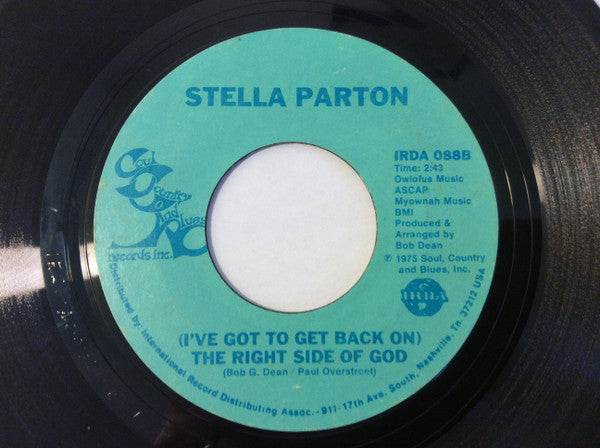 STELLA PARTON
Soul
Country
And
Blues
records inc.
IRDA 088B
Time: 2:43
Owlofus Music
ASCAP
Myownah Music
BMI
Produced &
Arranged by
Bob Dean
℗ 1975 Soul, Country
and Blues, Inc.
IRDA
(I'VE GOT TO GET BACK ON)
THE RIGHT SIDE OF GOD
(Bob G. Dean / Paul Overstreet)
Distributed by: International Record Distributing Assoc. - 911-17th Ave. South, Nashville, Tn. 37212 USA